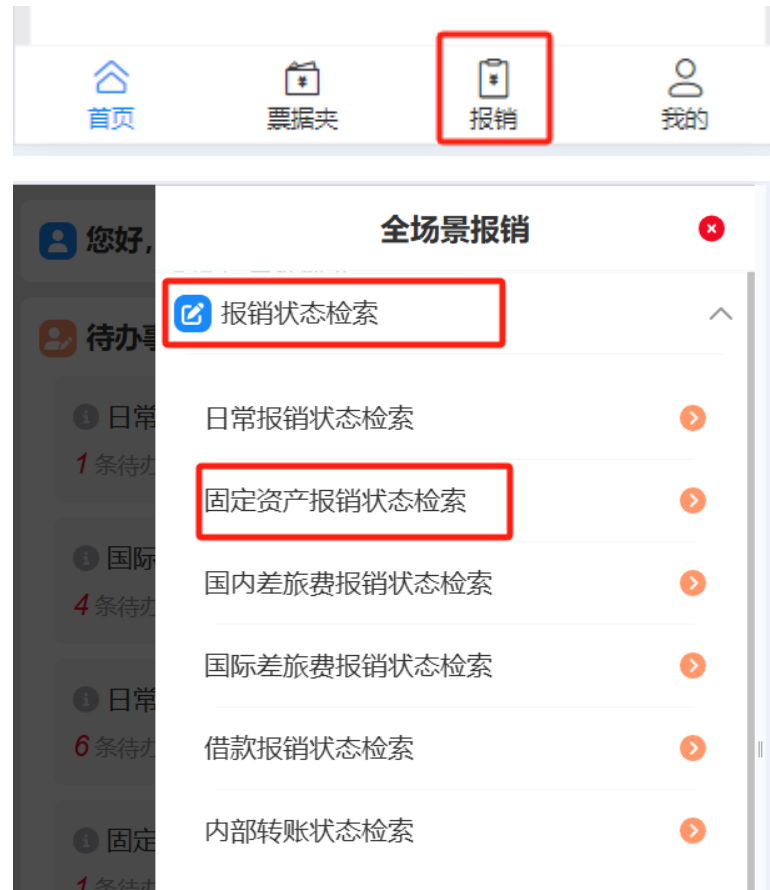 首页 票据夹 报销 我的
全场景报销
您好,
报销状态检索
待办事
日常报销状态检索
日常
1 条待办
固定资产报销状态检索
国际
国内差旅费报销状态检索
4 条待办
国际差旅费报销状态检索
日常
6 条待办
借款报销状态检索
内部转账状态检索
固定
1 条待办